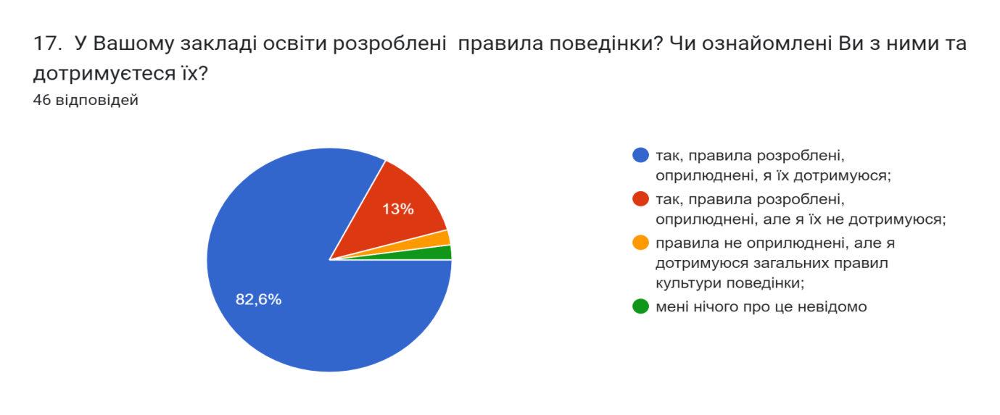 17.  У Вашому закладі освіти розроблені  правила поведінки? Чи ознайомлені Ви з ними та
дотримуєтеся їх?
46 відповідей
13%
82,6%
так, правила розроблені,
оприлюднені, я їх дотримуюся;
так, правила розроблені,
оприлюднені, але я їх не дотримуюся;
правила не оприлюднені, але я
дотримуюся загальних правил
культури поведінки;
мені нічого про це невідомо